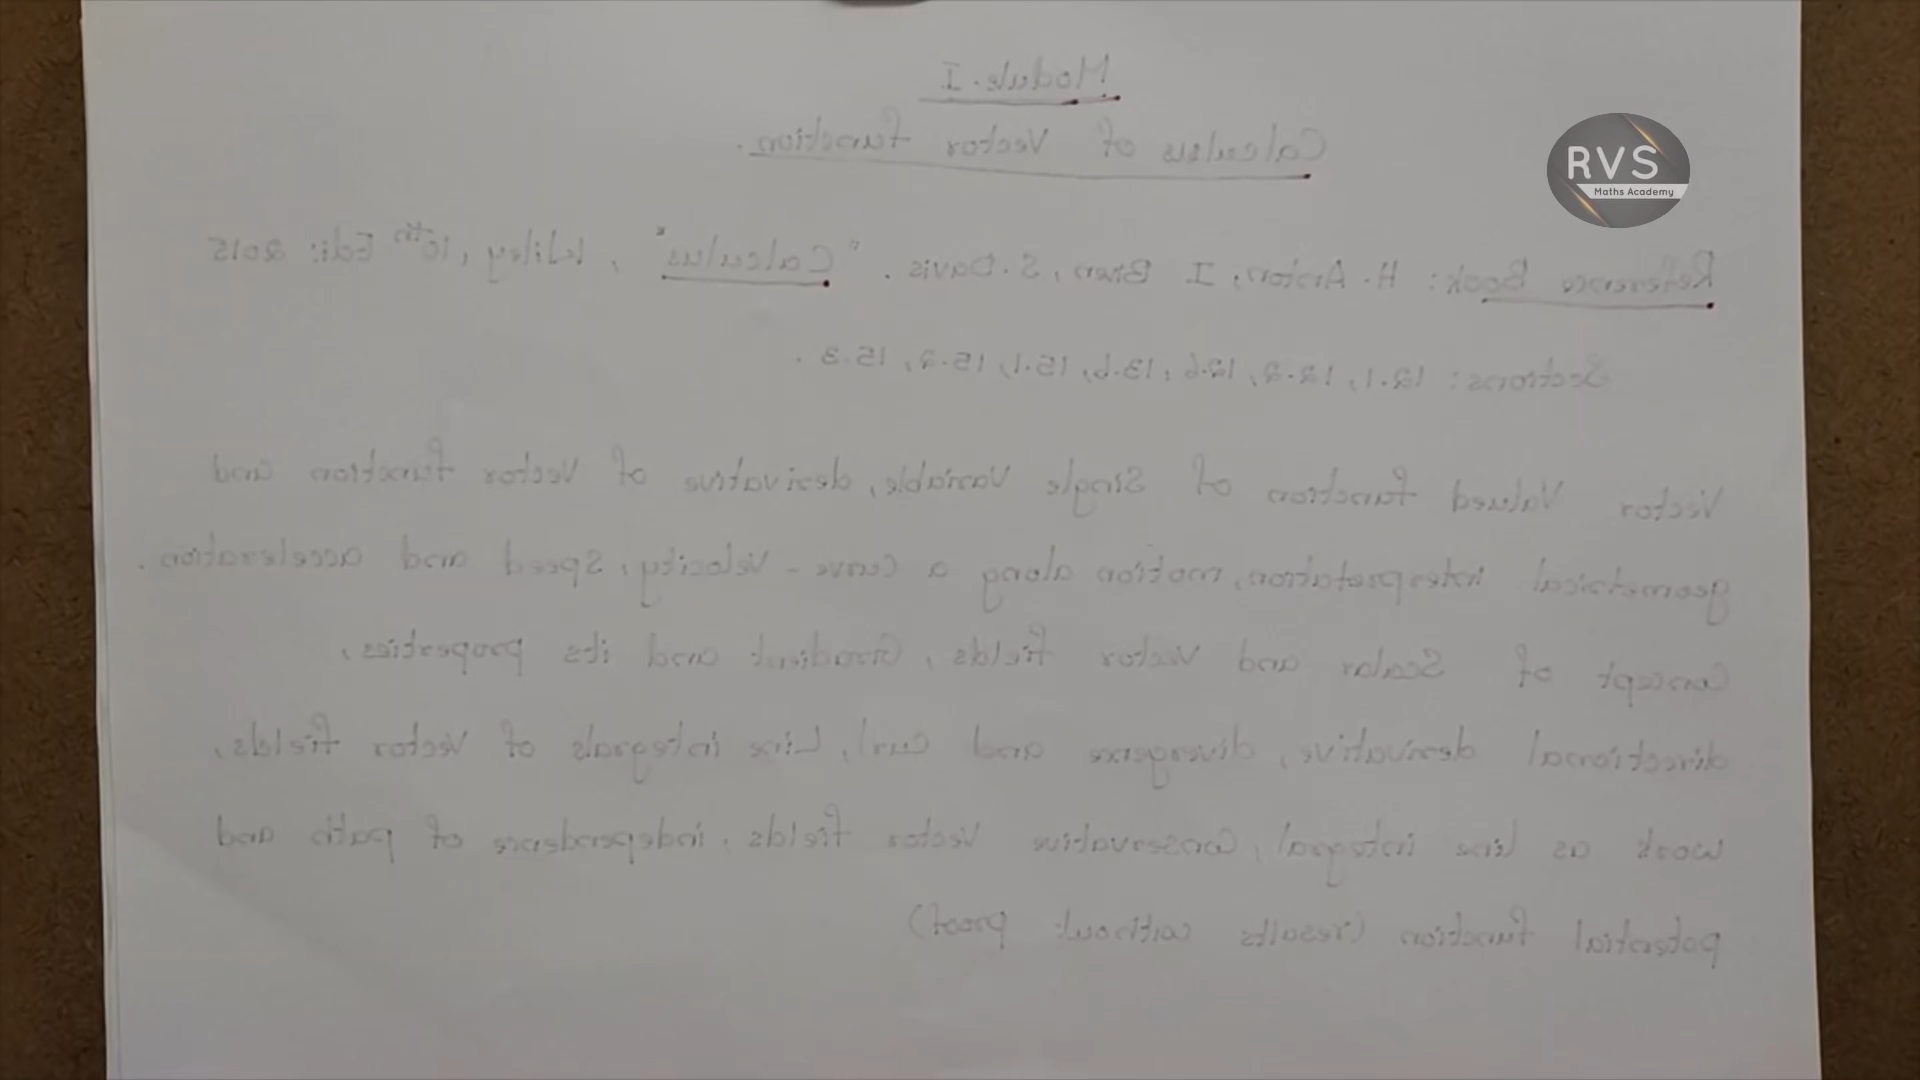 Module-I
Calculus of Vector function.
RVS
Maths Academy
Reference Book: H. Anton, I. Biren, S. Davis. "Calculus", Wiley, 10th Edi: 2015
Sections: 12.1, 12.2, 12.6, 13.6, 15.1, 15.2, 15.3.
Vector Valued function of Single Variable, derivative of Vector function and
geometrical interpretation, motion along a curve - Velocity, Speed and acceleration.
Concept of Scalar and Vector fields, Gradient and its properties,
directional derivative, divergence and Curl, Line integrals of Vector fields,
work as line integral, Conservative Vector fields, independence of path and
potential function (results without proof)